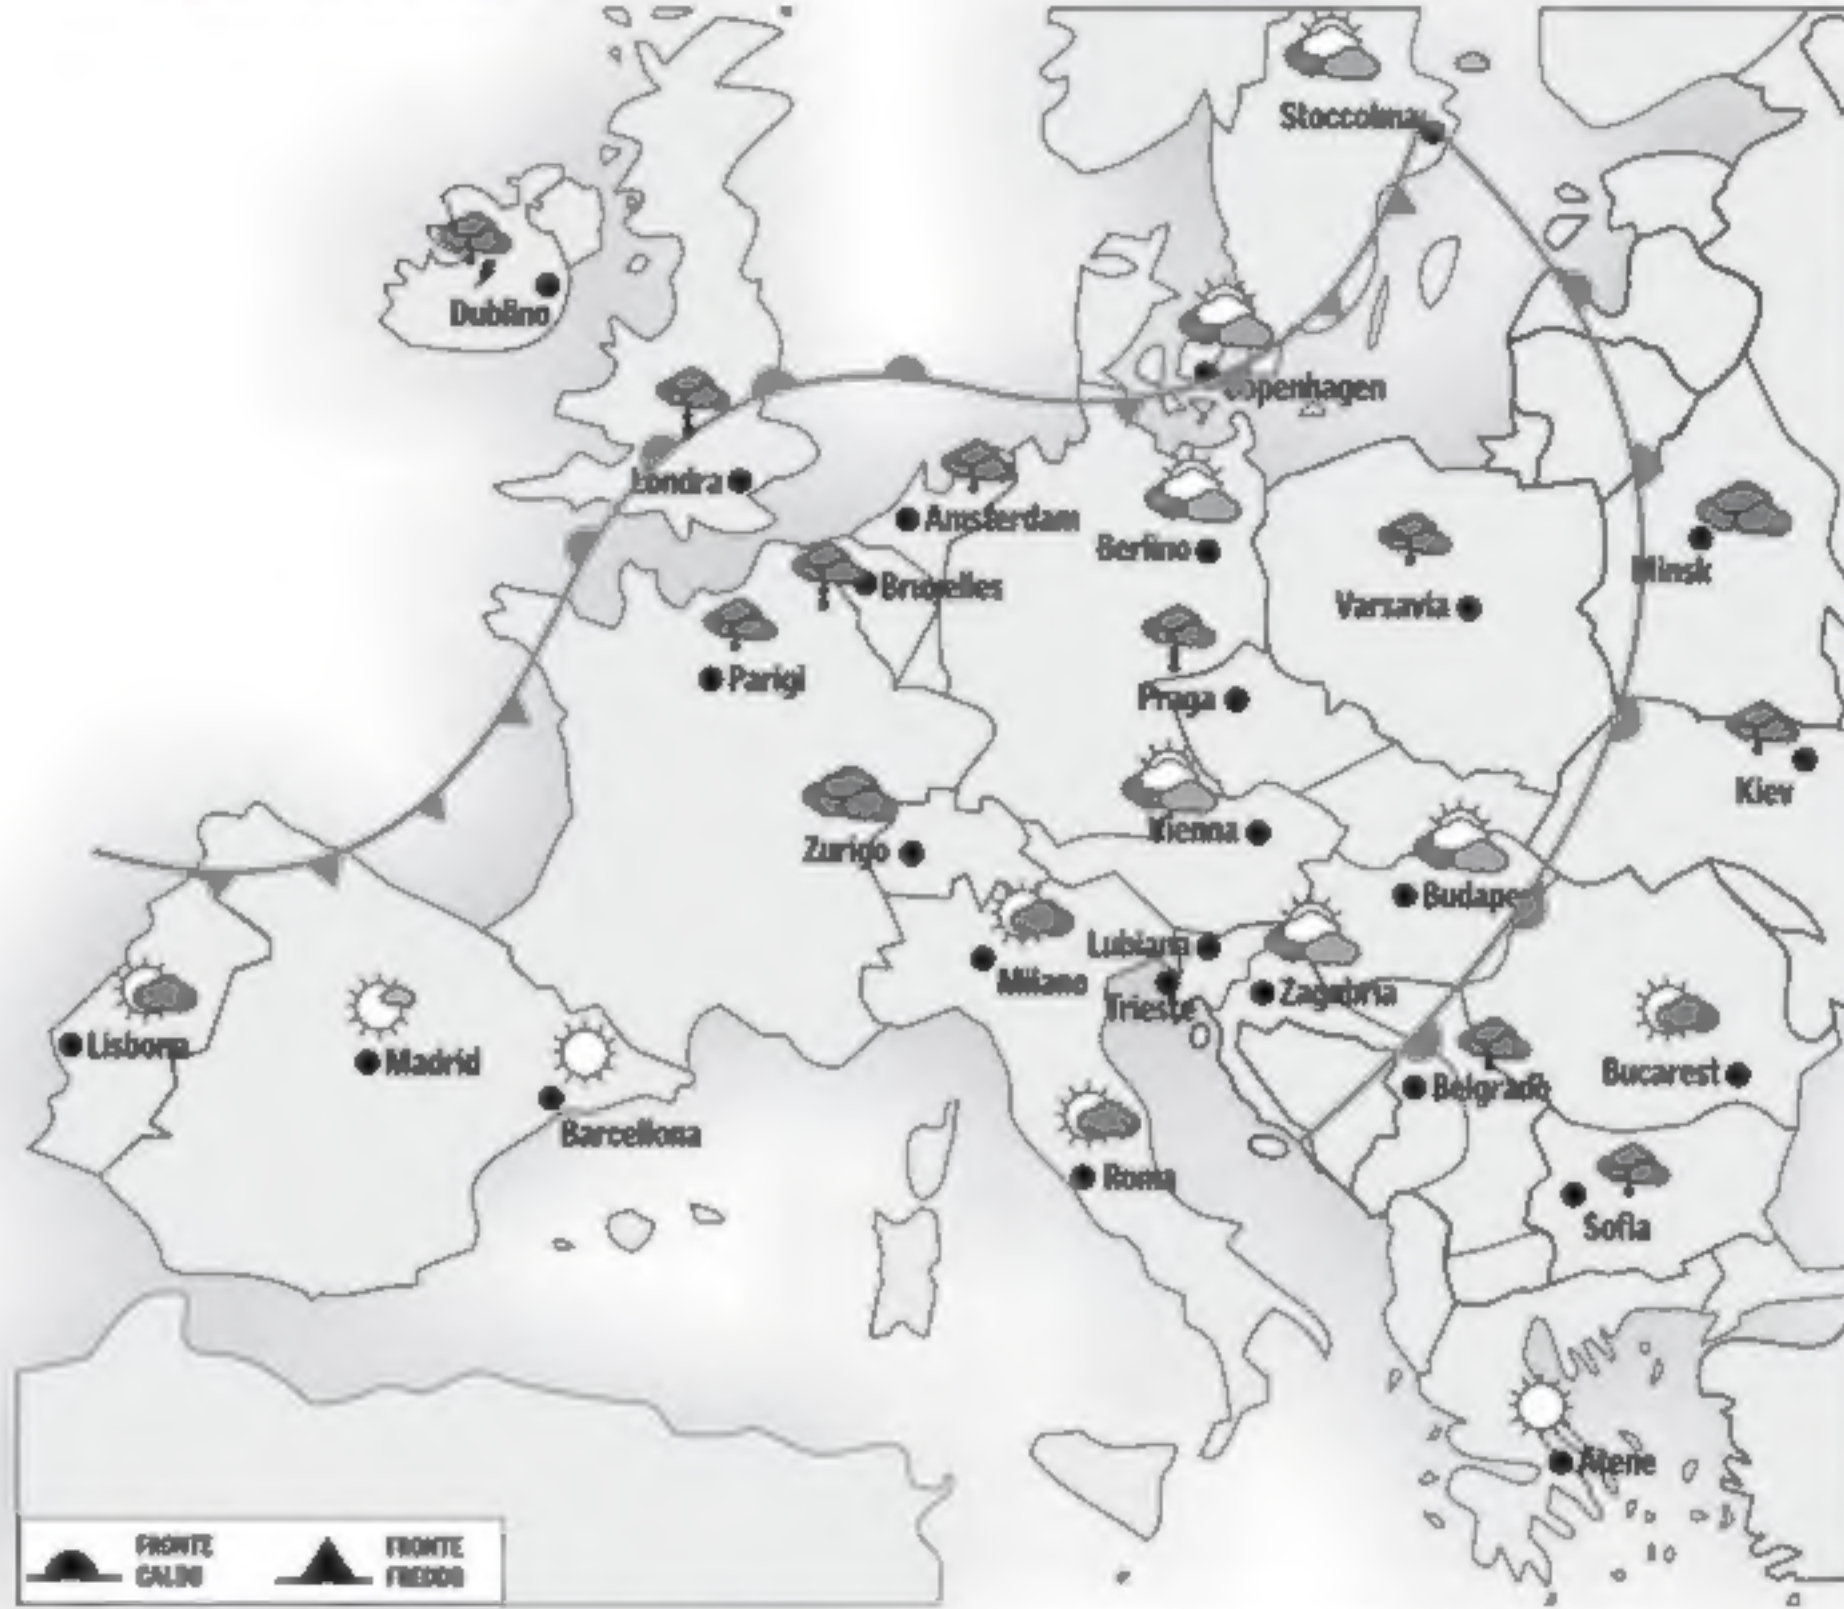 Stoccolma
Dublino
Copenhagen
Londra
Amsterdam
Berlino
Minsk
Bruxelles
Varsavia
Parigi
Praga
Kiev
Vienna
Zurigo
Budapest
Lubiana
Milano
Zagabria
Trieste
Lisbona
Madrid
Bucarest
Belgrado
Barcellona
Roma
Sofia
Atene
FRONTE
CALDO
FRONTE
FREDDO